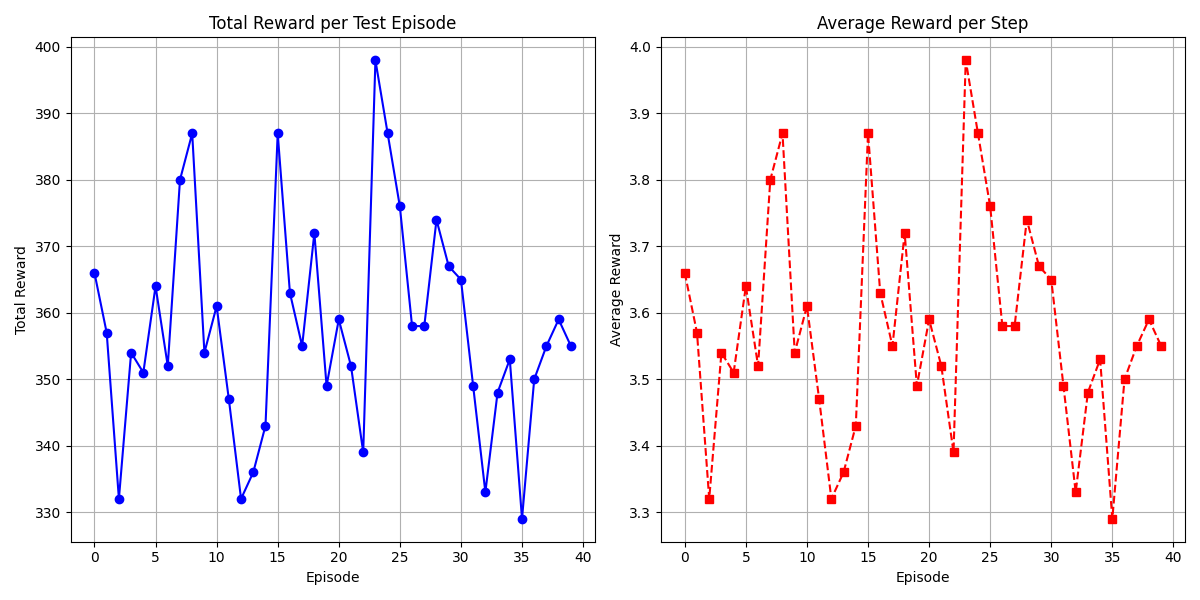 Total Reward per Test Episode
Total Reward
400
390
380
370
360
350
340
330
0 5 10 15 20 25 30 35 40
Episode
Average Reward per Step
Average Reward
4.0
3.9
3.8
3.7
3.6
3.5
3.4
3.3
0 5 10 15 20 25 30 35 40
Episode